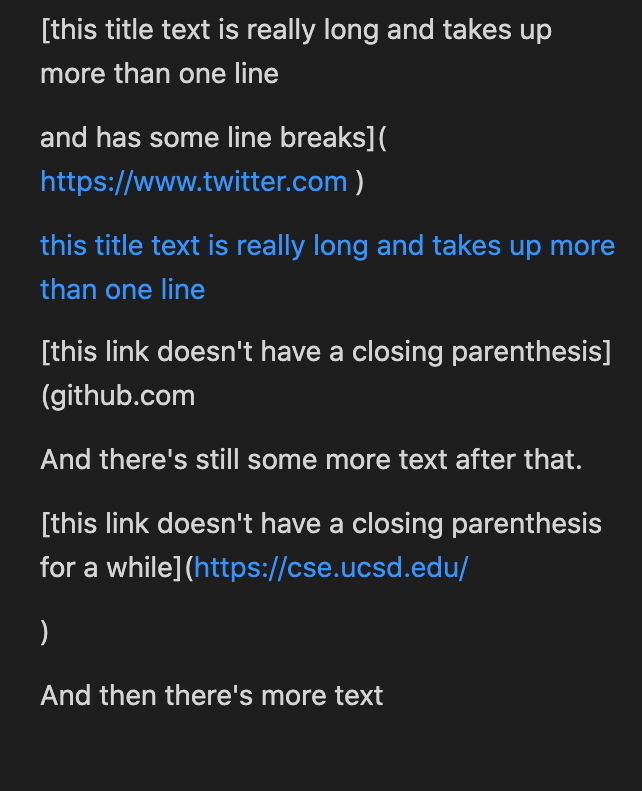 [this title text is really long and takes up
more than one line
and has some line breaks](
https://www.twitter.com )
this title text is really long and takes up more
than one line
[this link doesn't have a closing parenthesis]
(github.com
And there's still some more text after that.
[this link doesn't have a closing parenthesis
for a while](https://cse.ucsd.edu/
)
And then there's more text